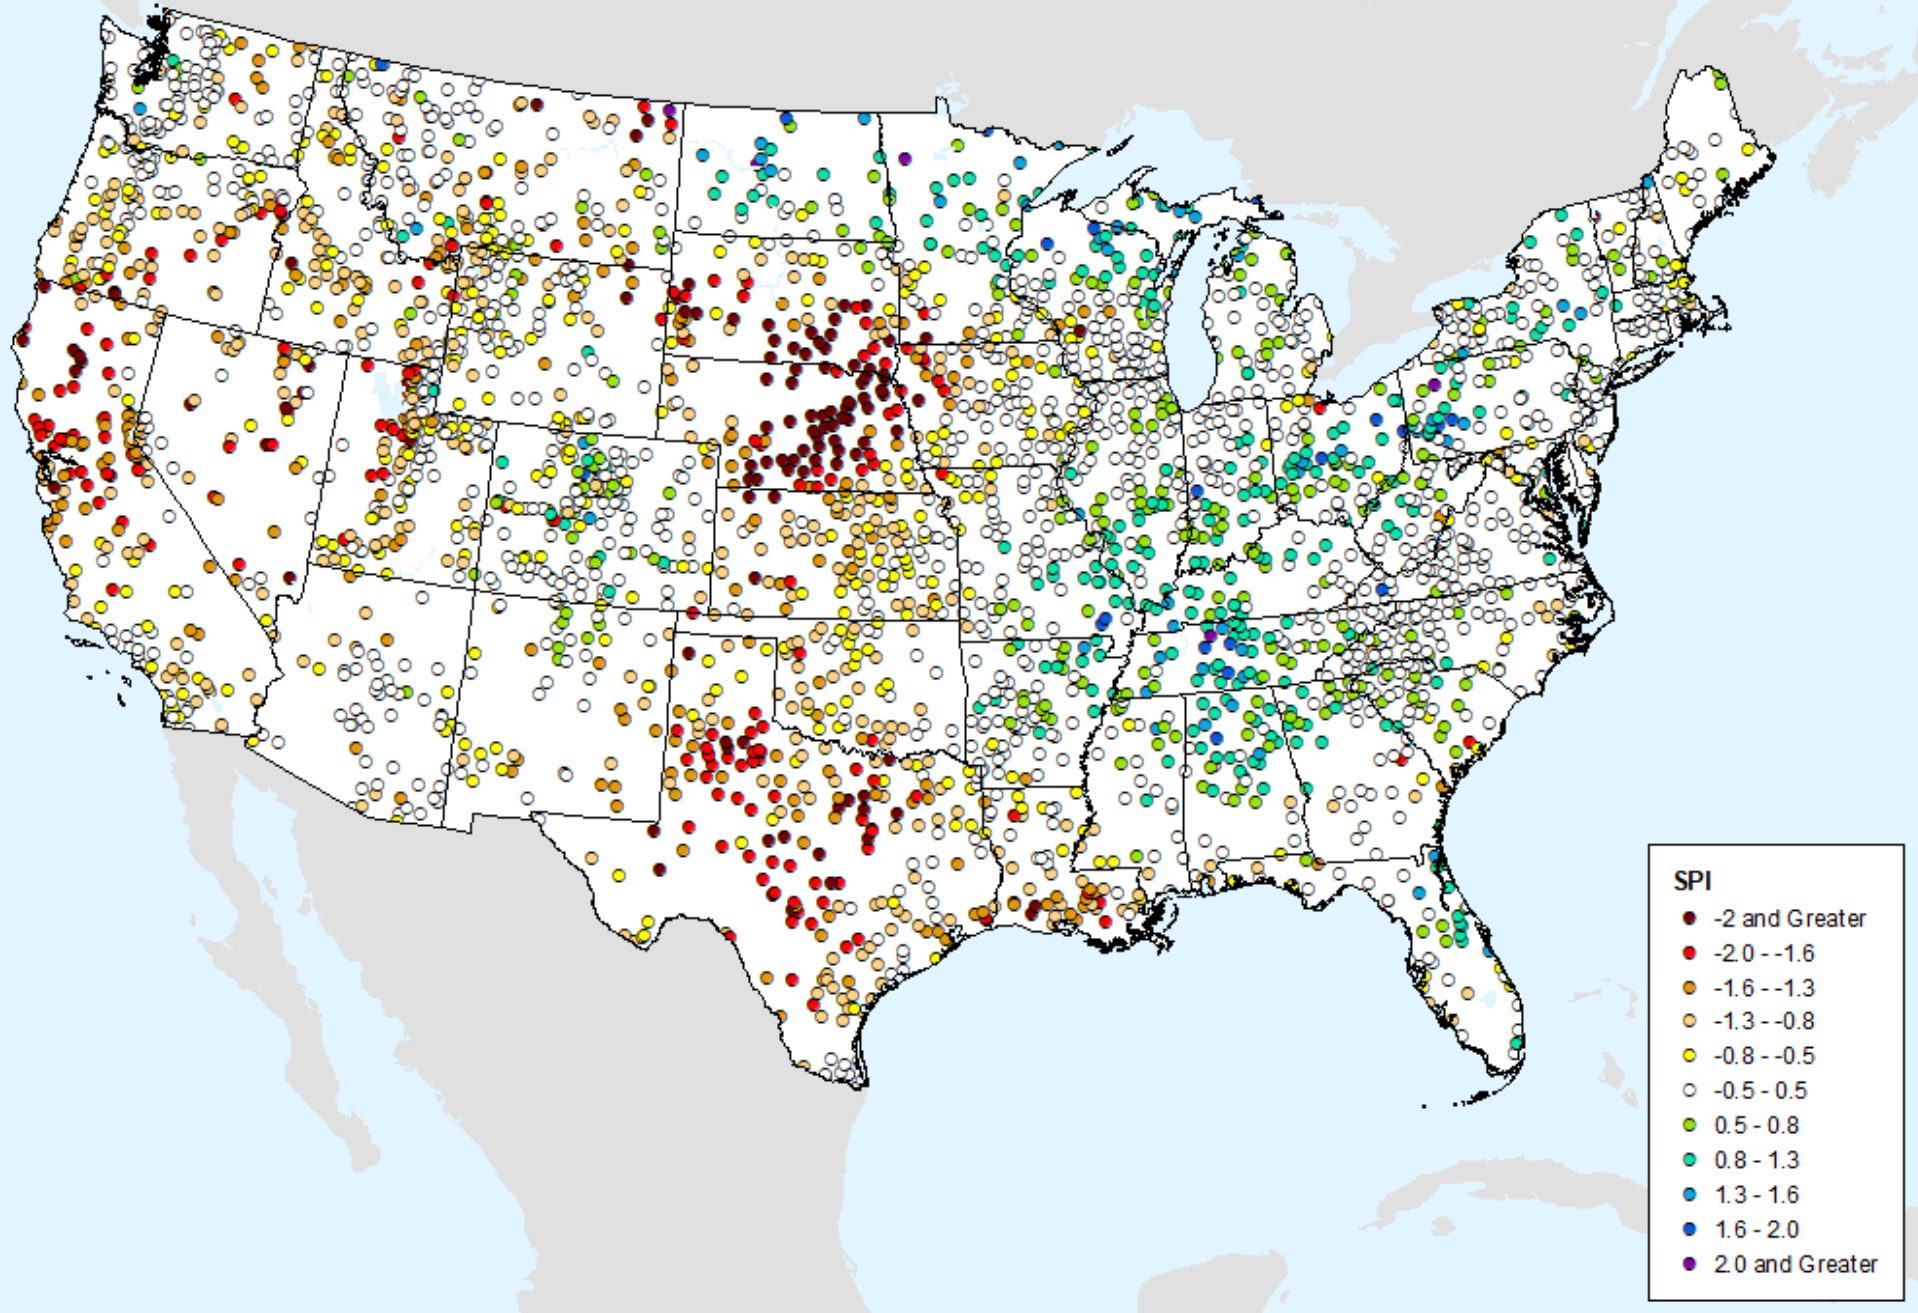 SPI
-2 and Greater
-2.0 - -1.6
-1.6 - -1.3
-1.3 - -0.8
-0.8 - -0.5
-0.5 - 0.5
0.5 - 0.8
0.8 - 1.3
1.3 - 1.6
1.6 - 2.0
2.0 and Greater